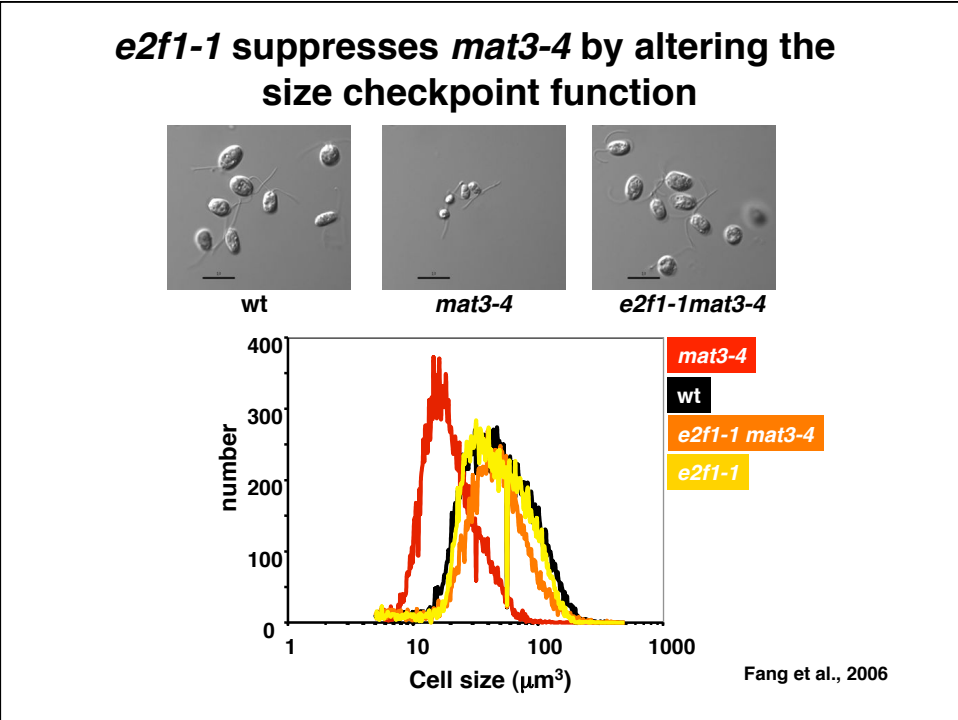 e2f1-1 suppresses mat3-4 by altering the
size checkpoint function
wt
mat3-4
e2f1-1mat3-4
400
300
200
100
0
number
1
10
100
1000
Cell size (μm³)
mat3-4
wt
e2f1-1 mat3-4
e2f1-1
Fang et al., 2006